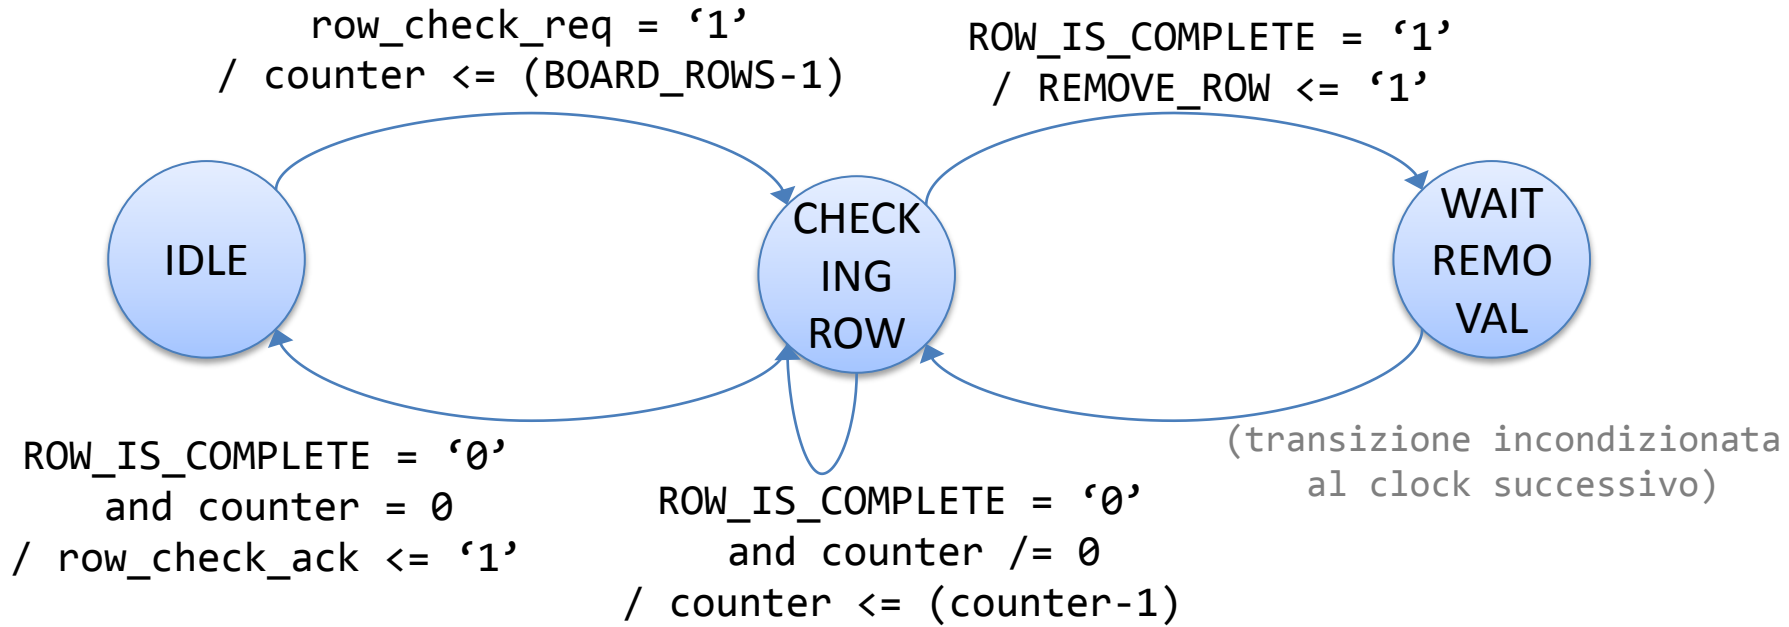 row_check_req = ‘1’
/ counter <= (BOARD_ROWS-1)
ROW_IS_COMPLETE = ‘1’
/ REMOVE_ROW <= ‘1’
IDLE
CHECK
ING
ROW
WAIT
REMO
VAL
ROW_IS_COMPLETE = ‘0’
and counter = 0
/ row_check_ack <= ‘1’
ROW_IS_COMPLETE = ‘0’
and counter /= 0
/ counter <= (counter-1)
(transizione incondizionata
al clock successivo)